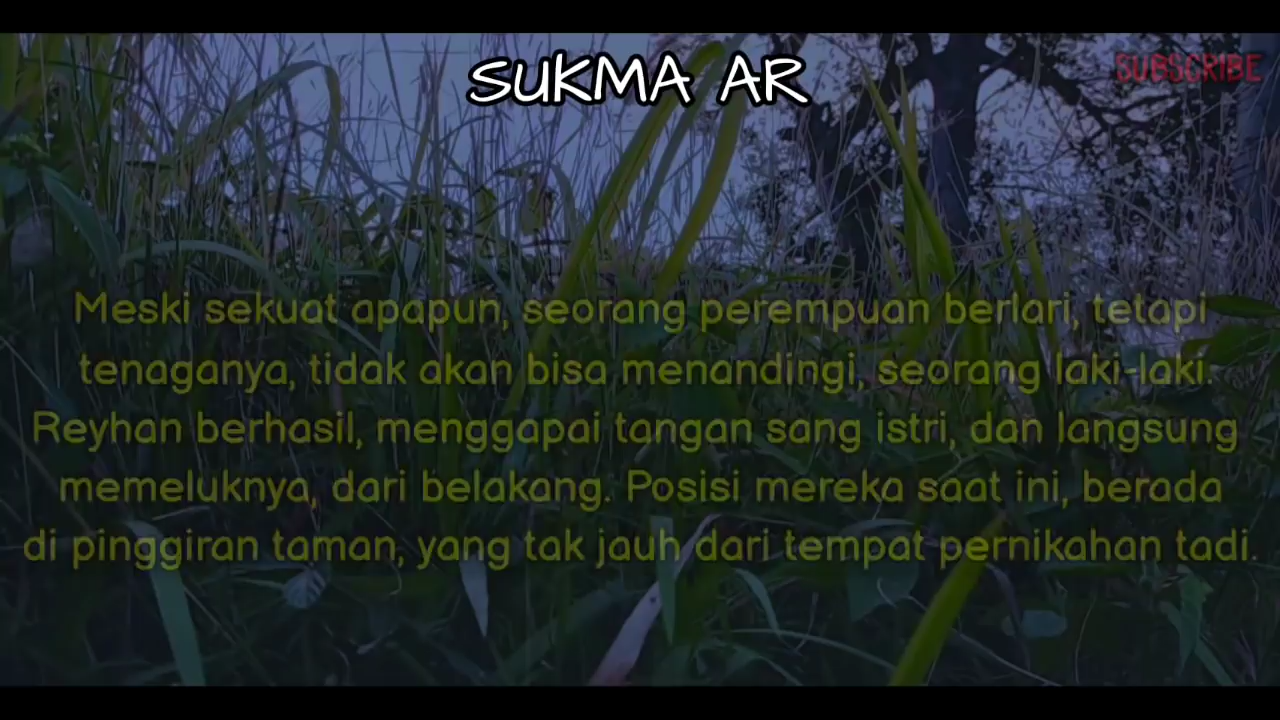 SUKMA AR
SUBSCRIBE
Meski sekuat apapun, seorang perempuan berlari, tetapi
tenaganya, tidak akan bisa menandingi, seorang laki-laki.
Reyhan berhasil, menggapai tangan sang istri, dan langsung
memeluknya, dari belakang. Posisi mereka saat ini, berada
di pinggiran taman, yang tak jauh dari tempat pernikahan tadi.